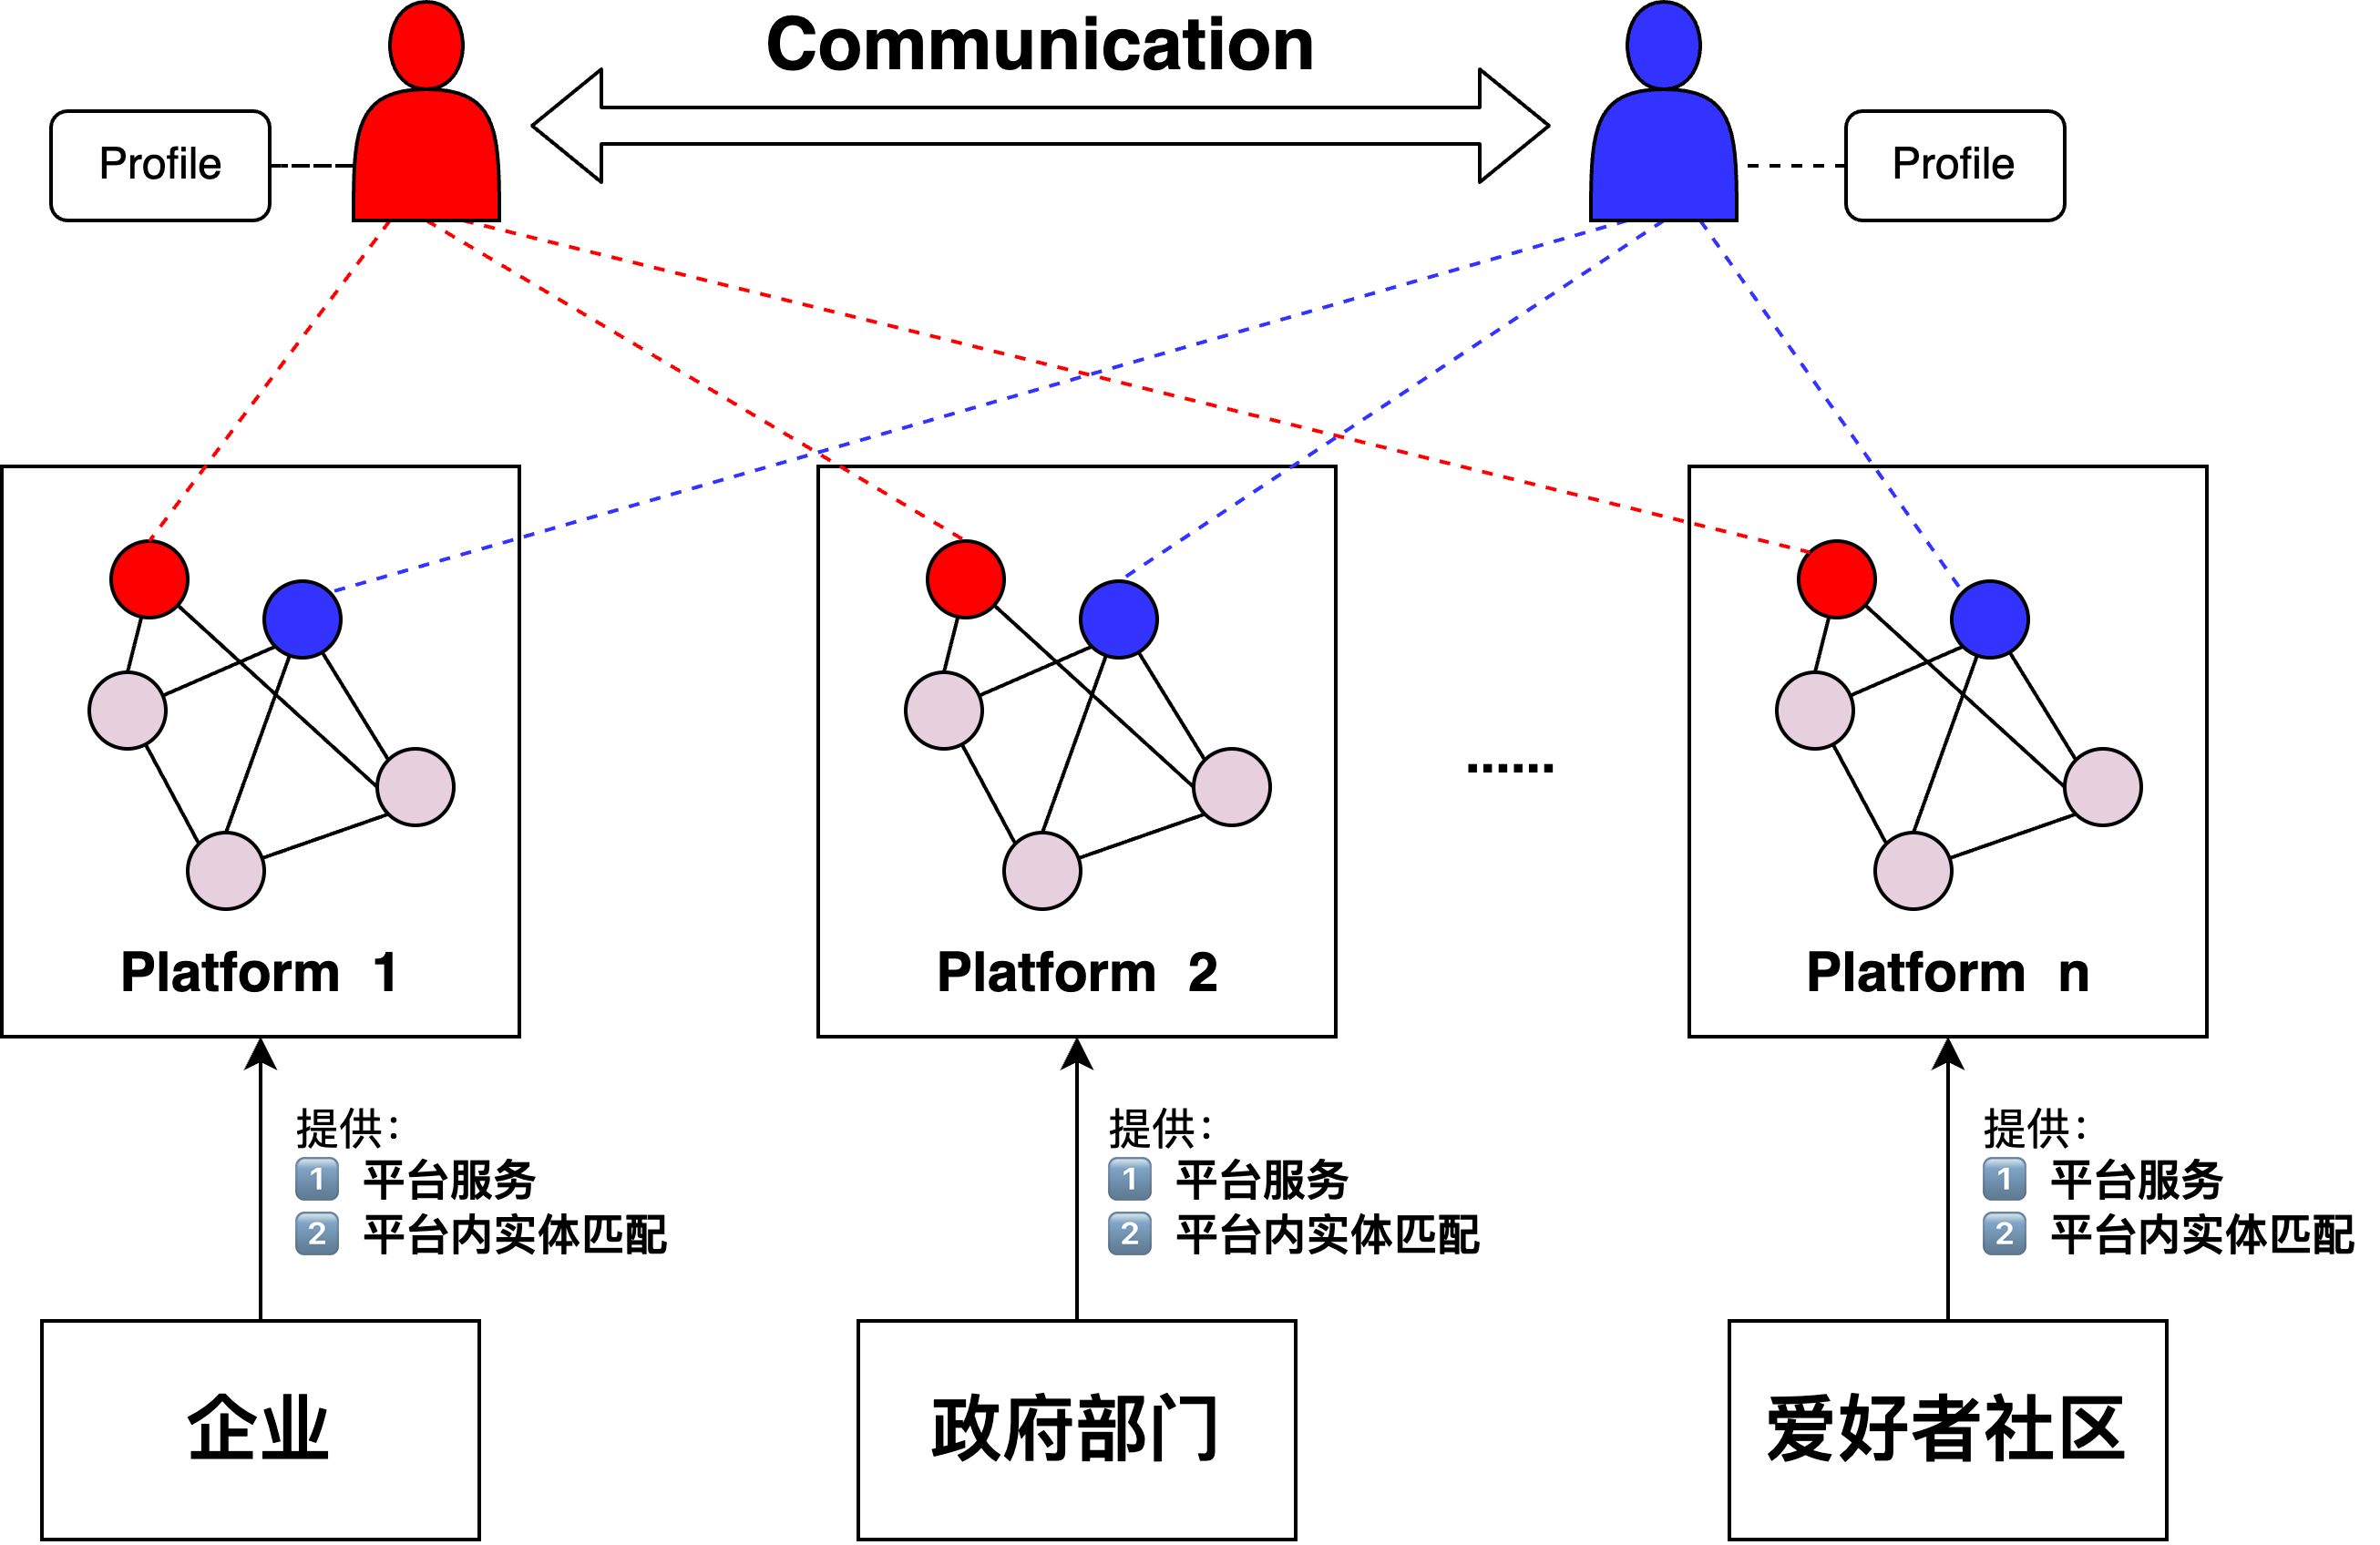 Communication
Profile
Profile
......
Platform 1
Platform 2
Platform n
提供：
1 平台服务
2 平台内实体匹配
提供：
1 平台服务
2 平台内实体匹配
提供：
1 平台服务
2 平台内实体匹配
企业
政府部门
爱好者社区